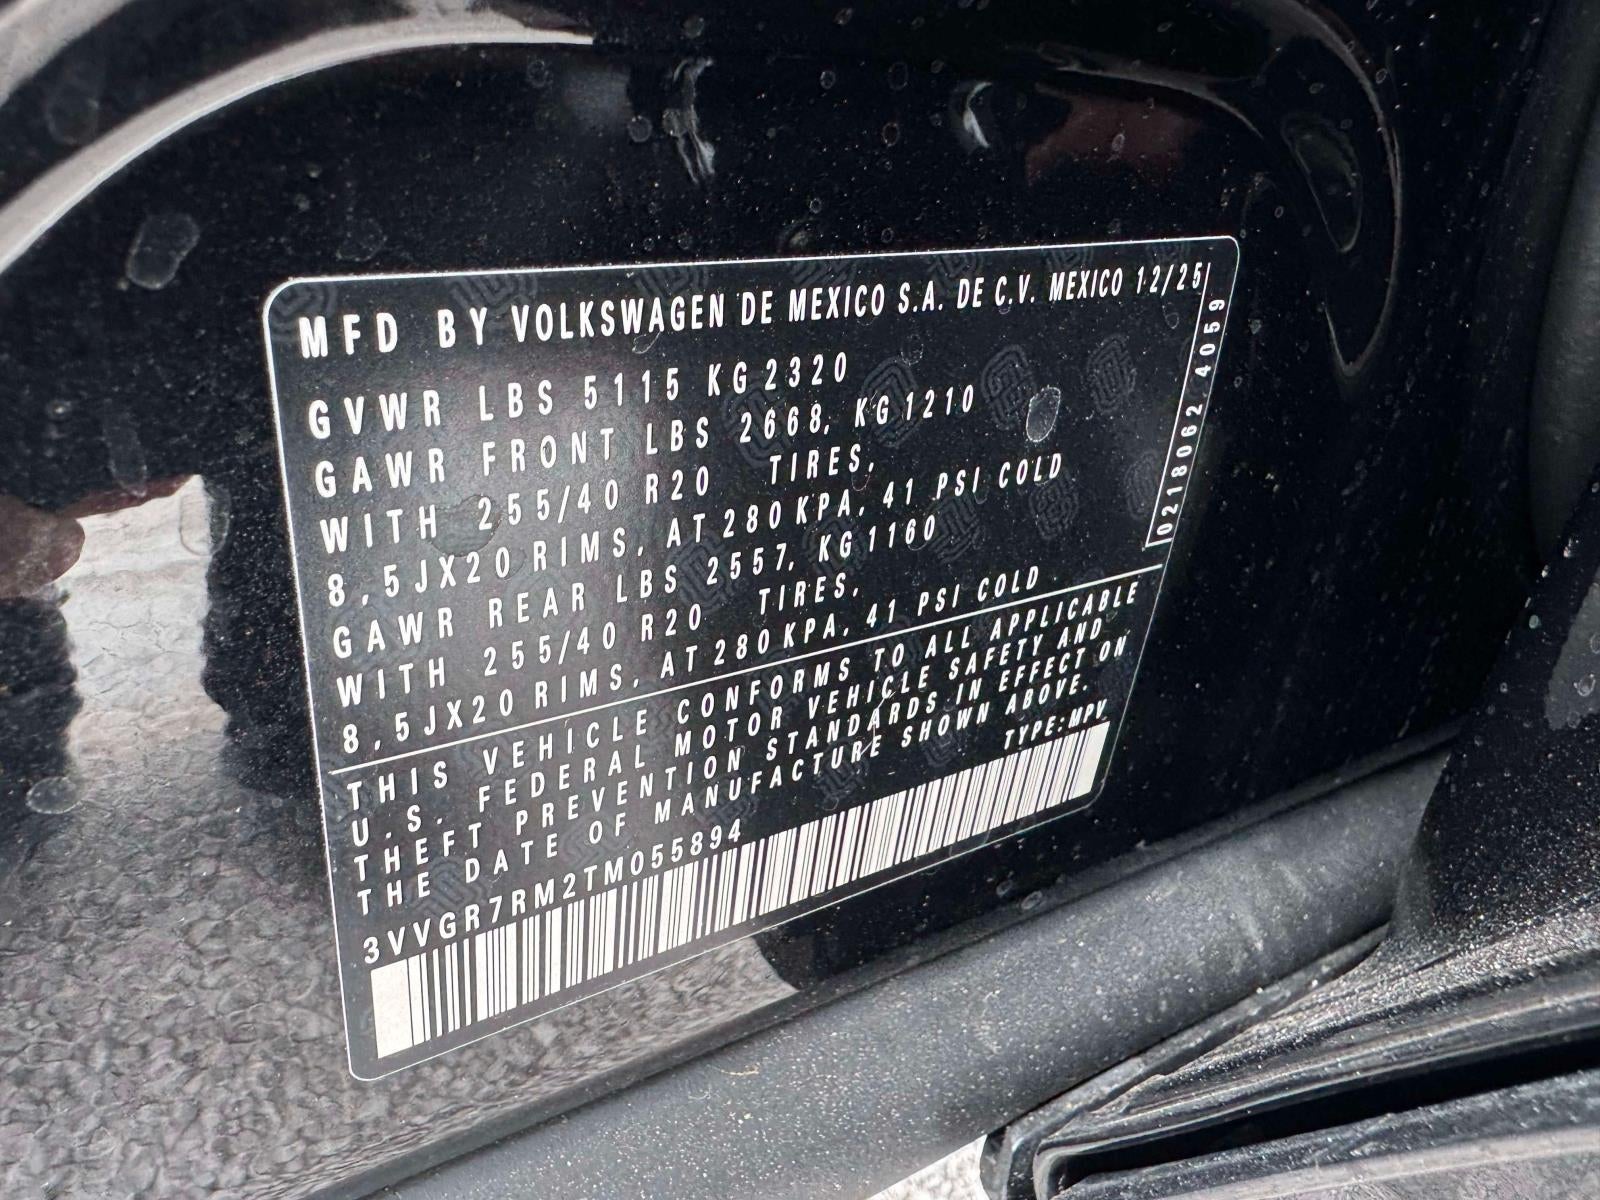 MFD BY VOLKSWAGEN DE MEXICO S.A. DE C.V. MEXICO 12/25
GVWR LBS 5115 KG 2320
GAWR FRONT LBS 2668, KG 1210
WITH 255/40 R20 TIRES,
8,5JX20 RIMS, AT 280 KPA, 41 PSI COLD
GAWR REAR LBS 2557, KG 1160
WITH 255/40 R20 TIRES,
8,5JX20 RIMS, AT 280 KPA, 41 PSI COLD
0218062 4059
THIS VEHICLE CONFORMS TO ALL APPLICABLE
U.S. FEDERAL MOTOR VEHICLE SAFETY AND
THEFT PREVENTION STANDARDS IN EFFECT ON
THE DATE OF MANUFACTURE SHOWN ABOVE.
3VVGR7RM2TM055894 TYPE:MPV